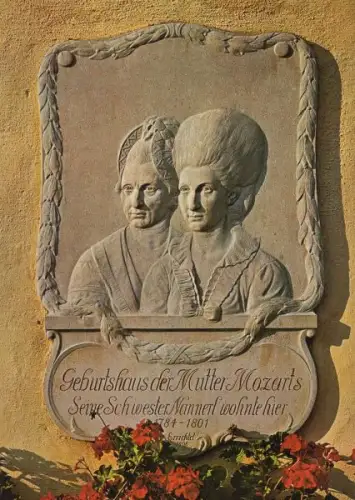 Geburtshaus der Mutter Mozarts
Seine Schwester Nannerl wohnte hier
1784-1801